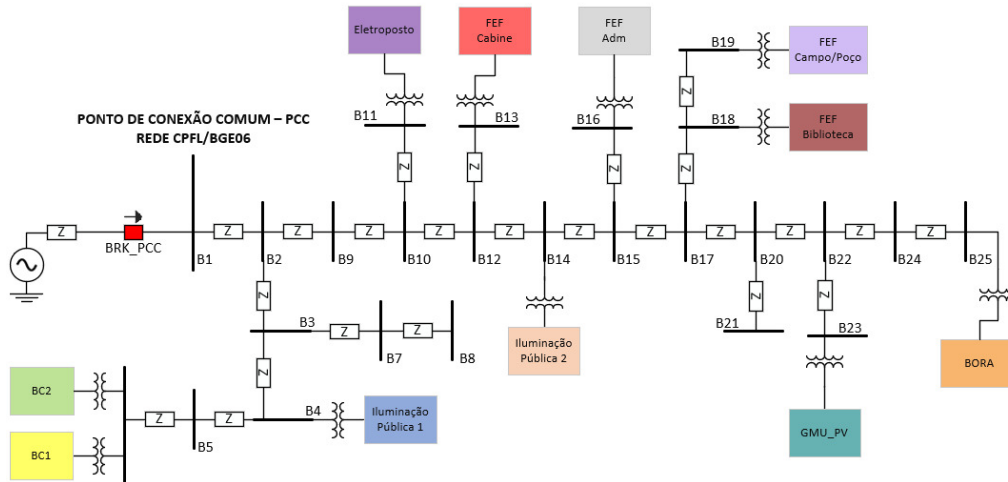 Eletroposto
FEF
Cabine
FEF
Adm
B19
FEF
Campo/Poço
B11
B13
B16
B18
FEF
Biblioteca
PONTO DE CONEXÃO COMUM – PCC
REDE CPFL/BGE06
Z
Z
Z
Z
Z
Z
BRK_PCC
B1
Z
B2
Z
B9
Z
B10
Z
B12
Z
B14
Z
B15
Z
B17
Z
B20
Z
B22
Z
B24
Z
B25
Z
Z
Z
B3
Z
B7
Z
B8
B21
B23
Iluminação
Pública 2
BORA
Z
BC2
B4
Iluminação
Pública 1
Z
B5
Z
BC1
GMU_PV